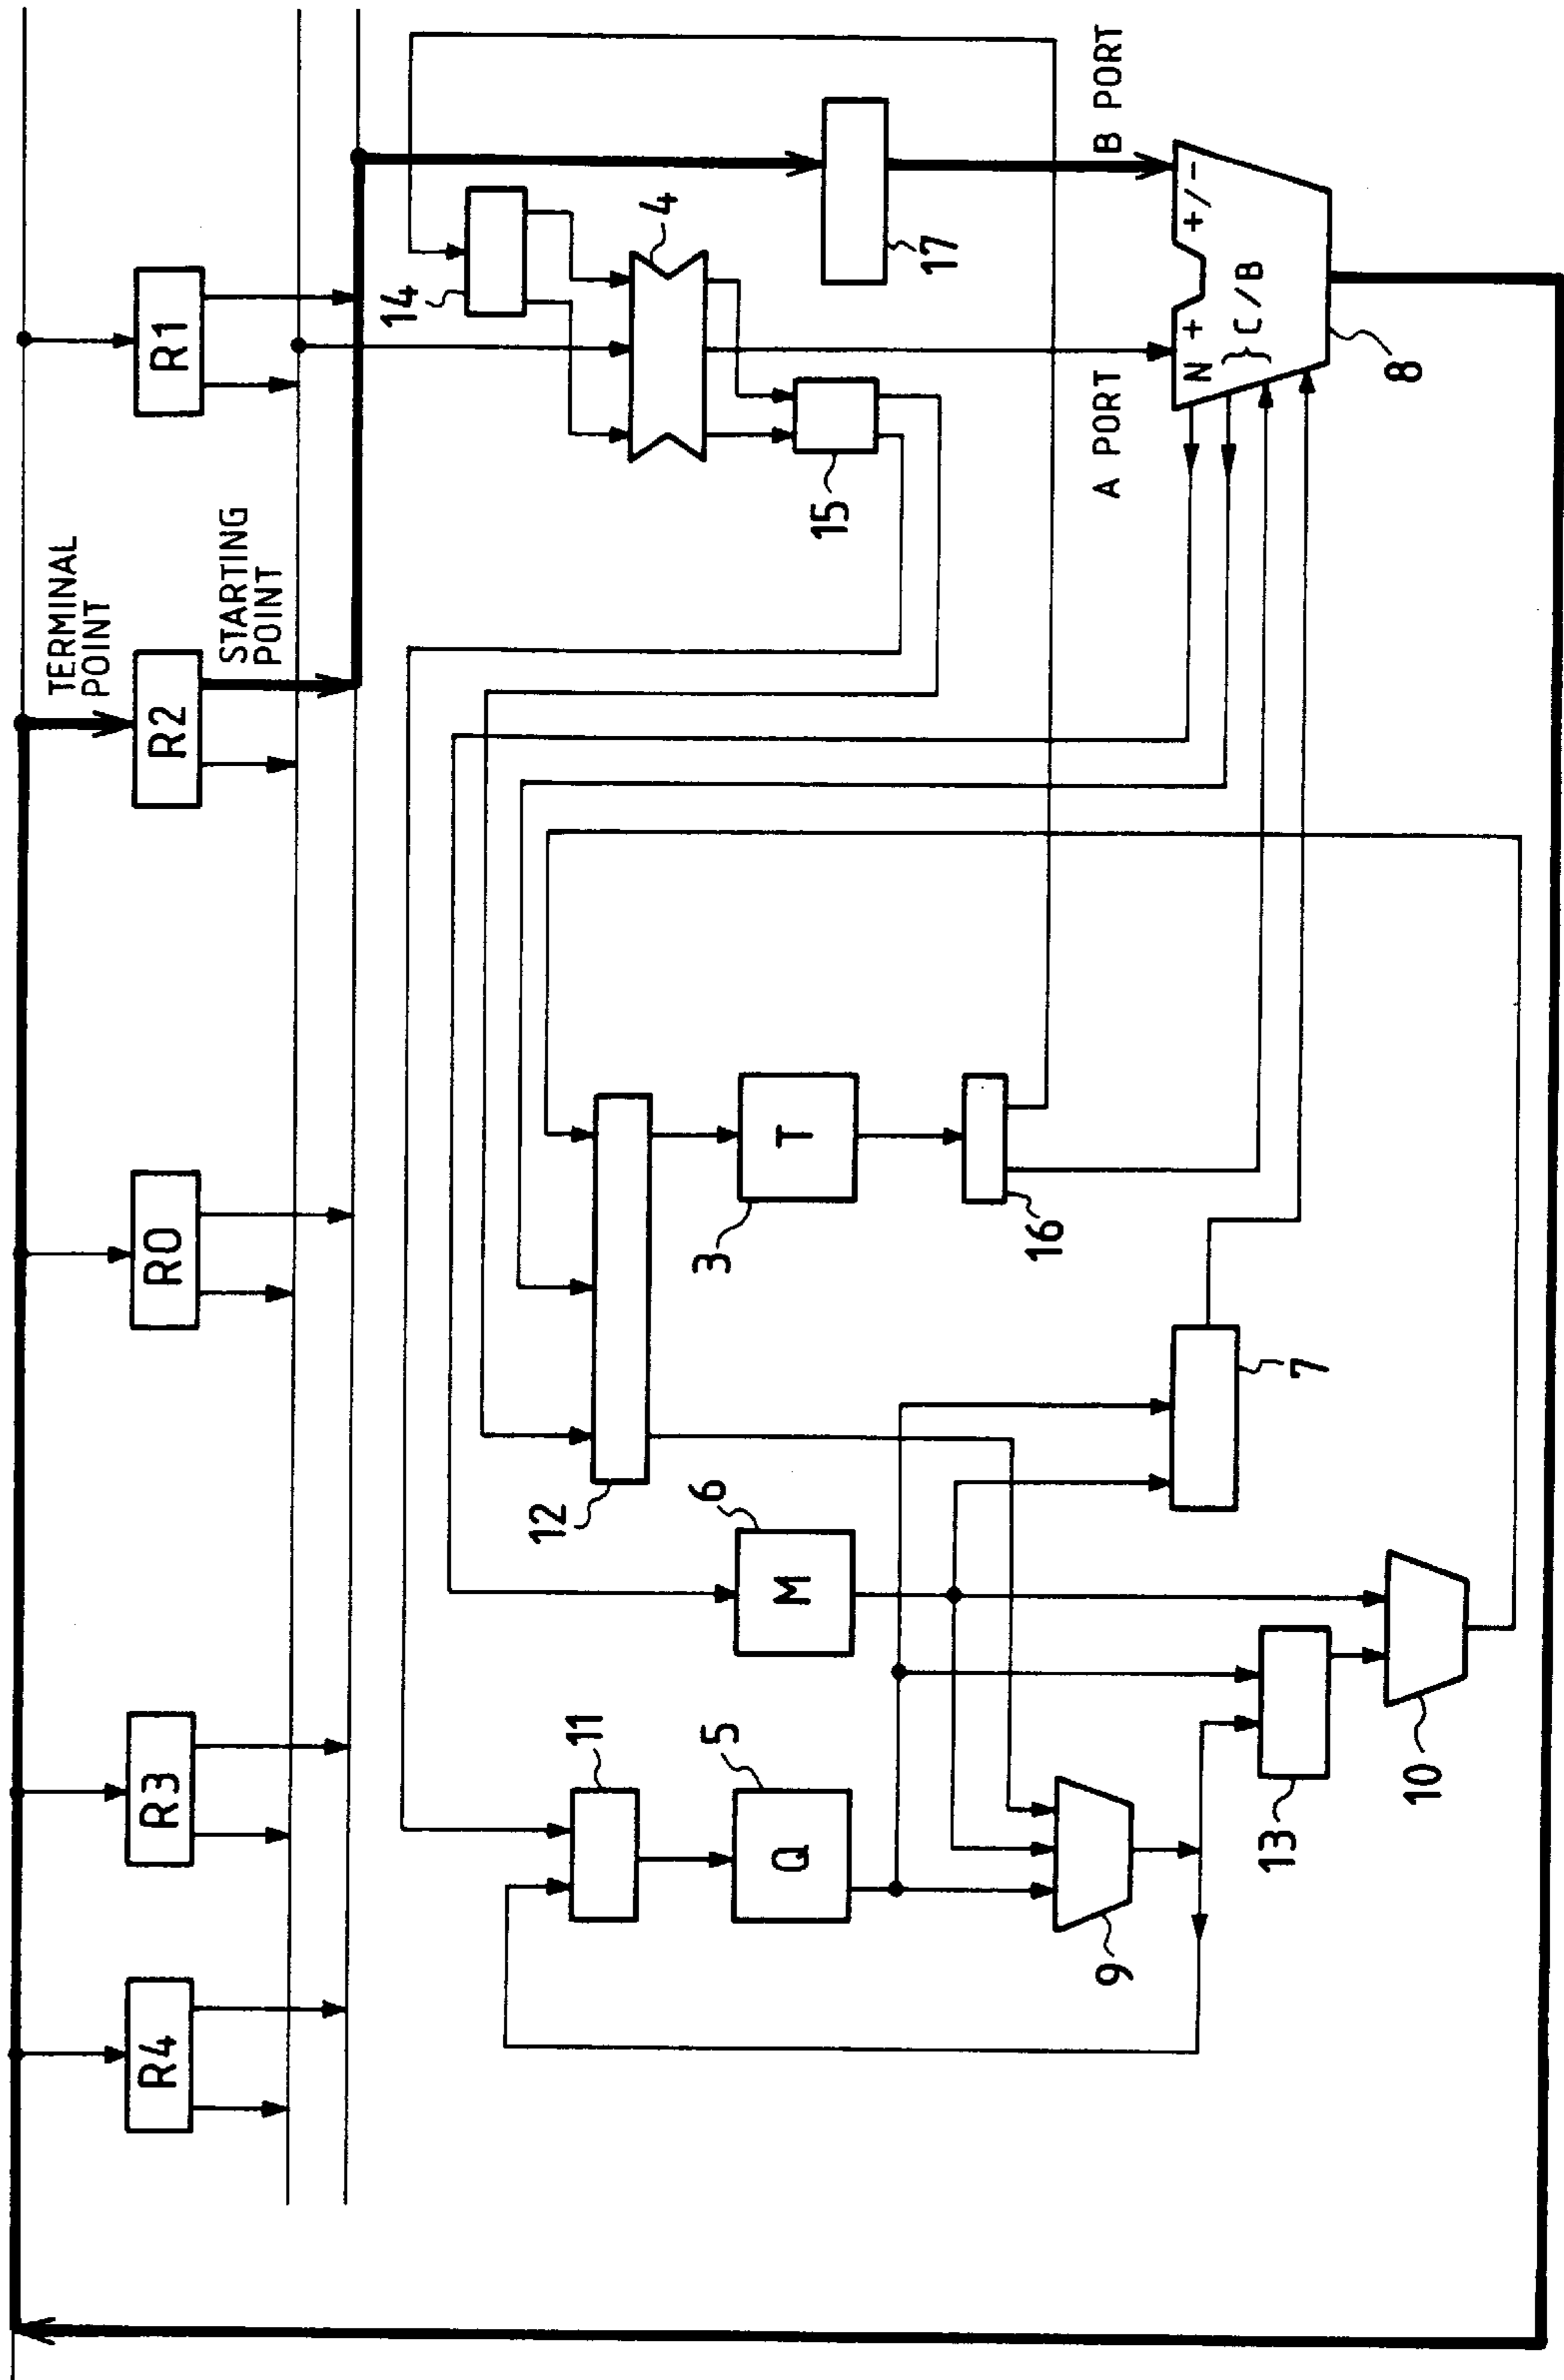 R4
R3
R0
R2
R1
TERMINAL
POINT
STARTING
POINT
14
4
17
15
B PORT
A PORT
N + +/-
} C/B
8
12
3
T
16
6
M
7
11
5
Q
9
13
10